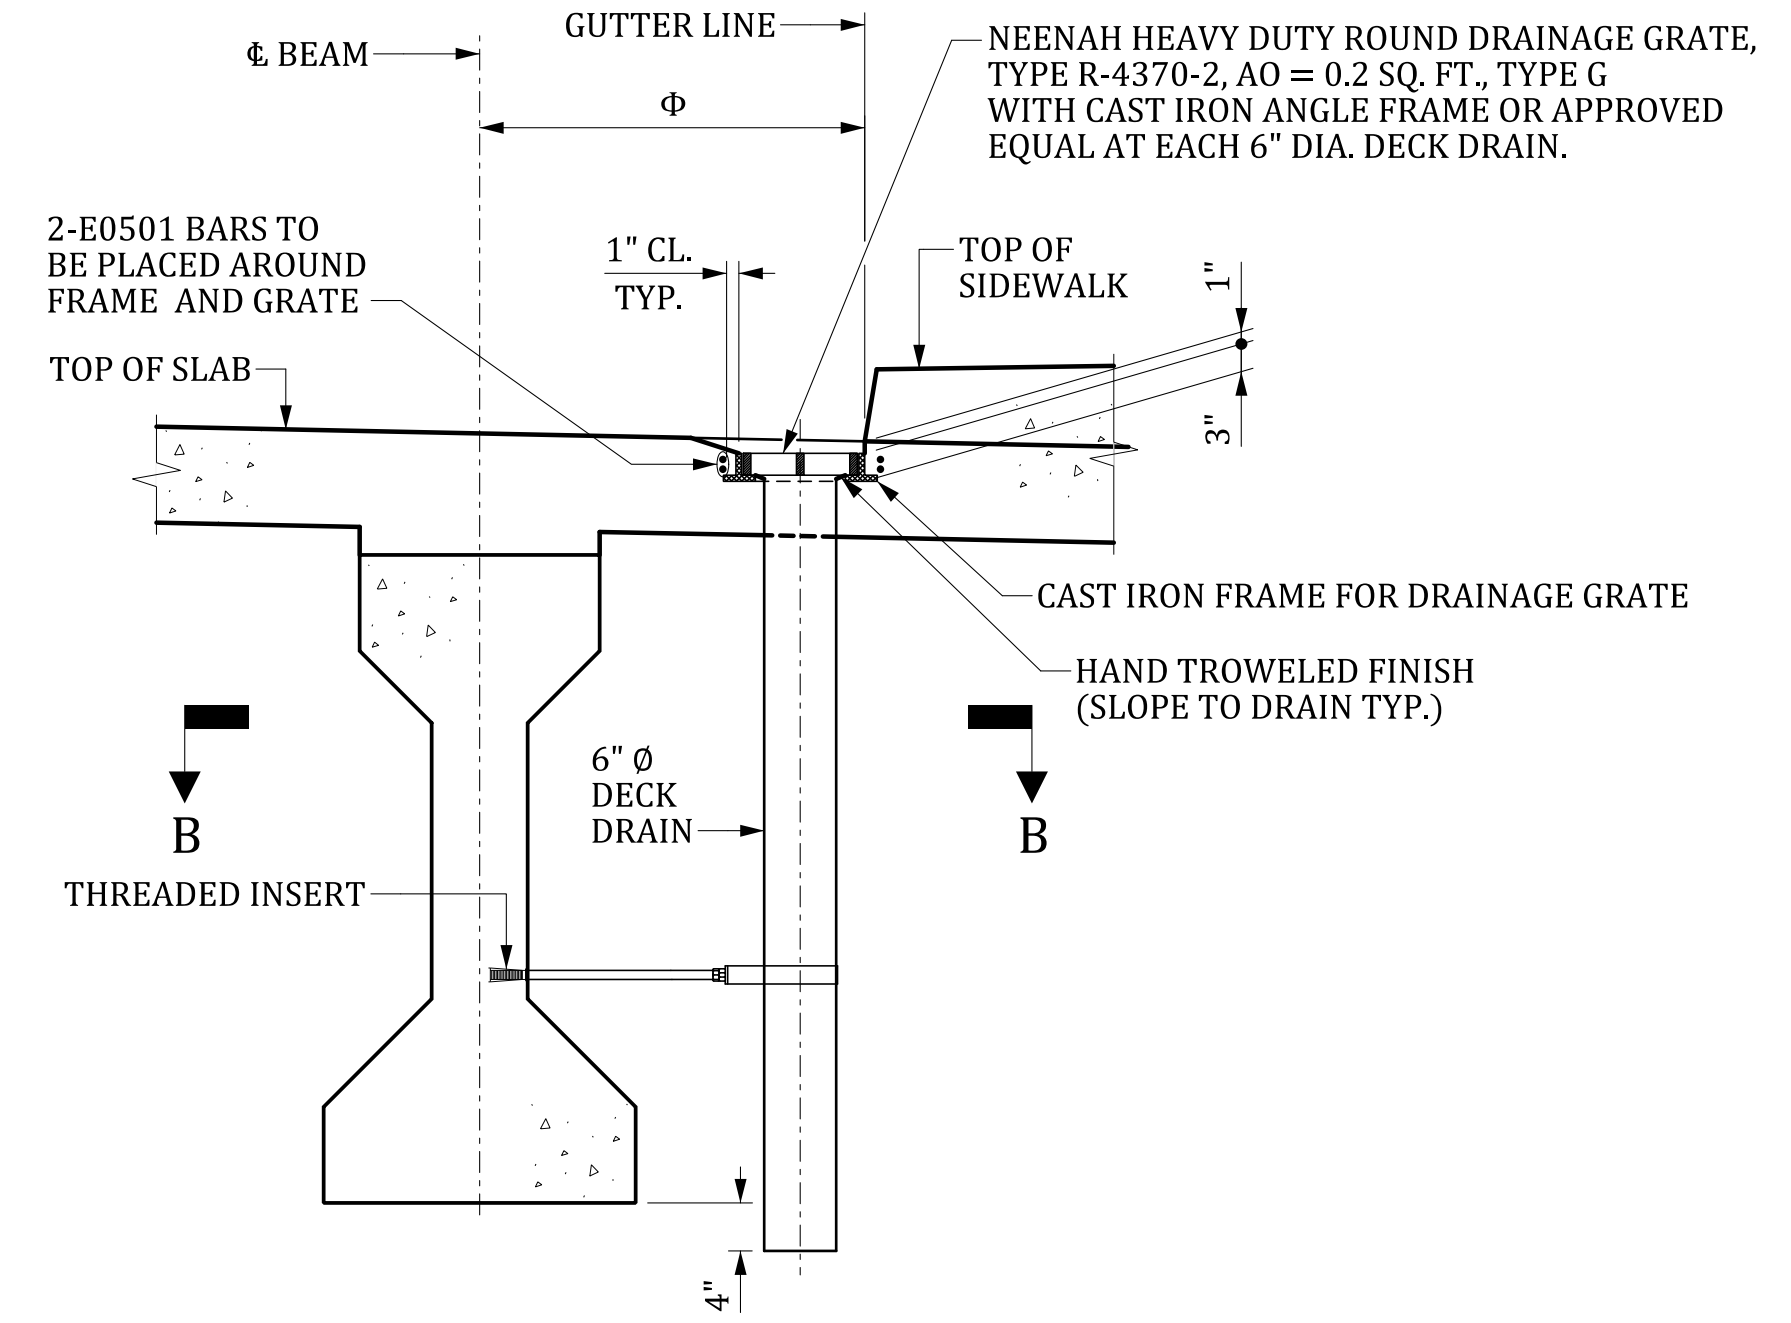 GUTTER LINE
℄ BEAM
Φ
NEENAH HEAVY DUTY ROUND DRAINAGE GRATE,
TYPE R-4370-2, AO = 0.2 SQ. FT., TYPE G
WITH CAST IRON ANGLE FRAME OR APPROVED
EQUAL AT EACH 6" DIA. DECK DRAIN.
2-E0501 BARS TO
BE PLACED AROUND
FRAME AND GRATE
1" CL.
TYP.
TOP OF
SIDEWALK
1"
3"
TOP OF SLAB
CAST IRON FRAME FOR DRAINAGE GRATE
HAND TROWELED FINISH
(SLOPE TO DRAIN TYP.)
6" Ø
DECK
DRAIN
B
B
THREADED INSERT
4"